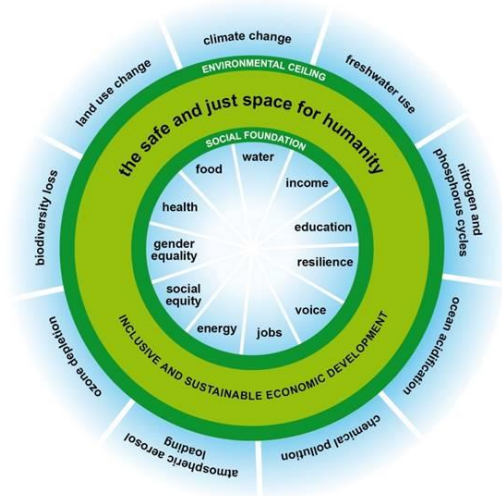 climate change
freshwater use
nitrogen and
phosphorus cycles
ocean acidification
chemical pollution
atmospheric aerosol
loading
ozone depletion
biodiversity loss
land use change
ENVIRONMENTAL CEILING
the safe and just space for humanity
SOCIAL FOUNDATION
water
income
education
resilience
voice
jobs
energy
social
equity
gender
equality
health
food
INCLUSIVE AND SUSTAINABLE ECONOMIC DEVELOPMENT